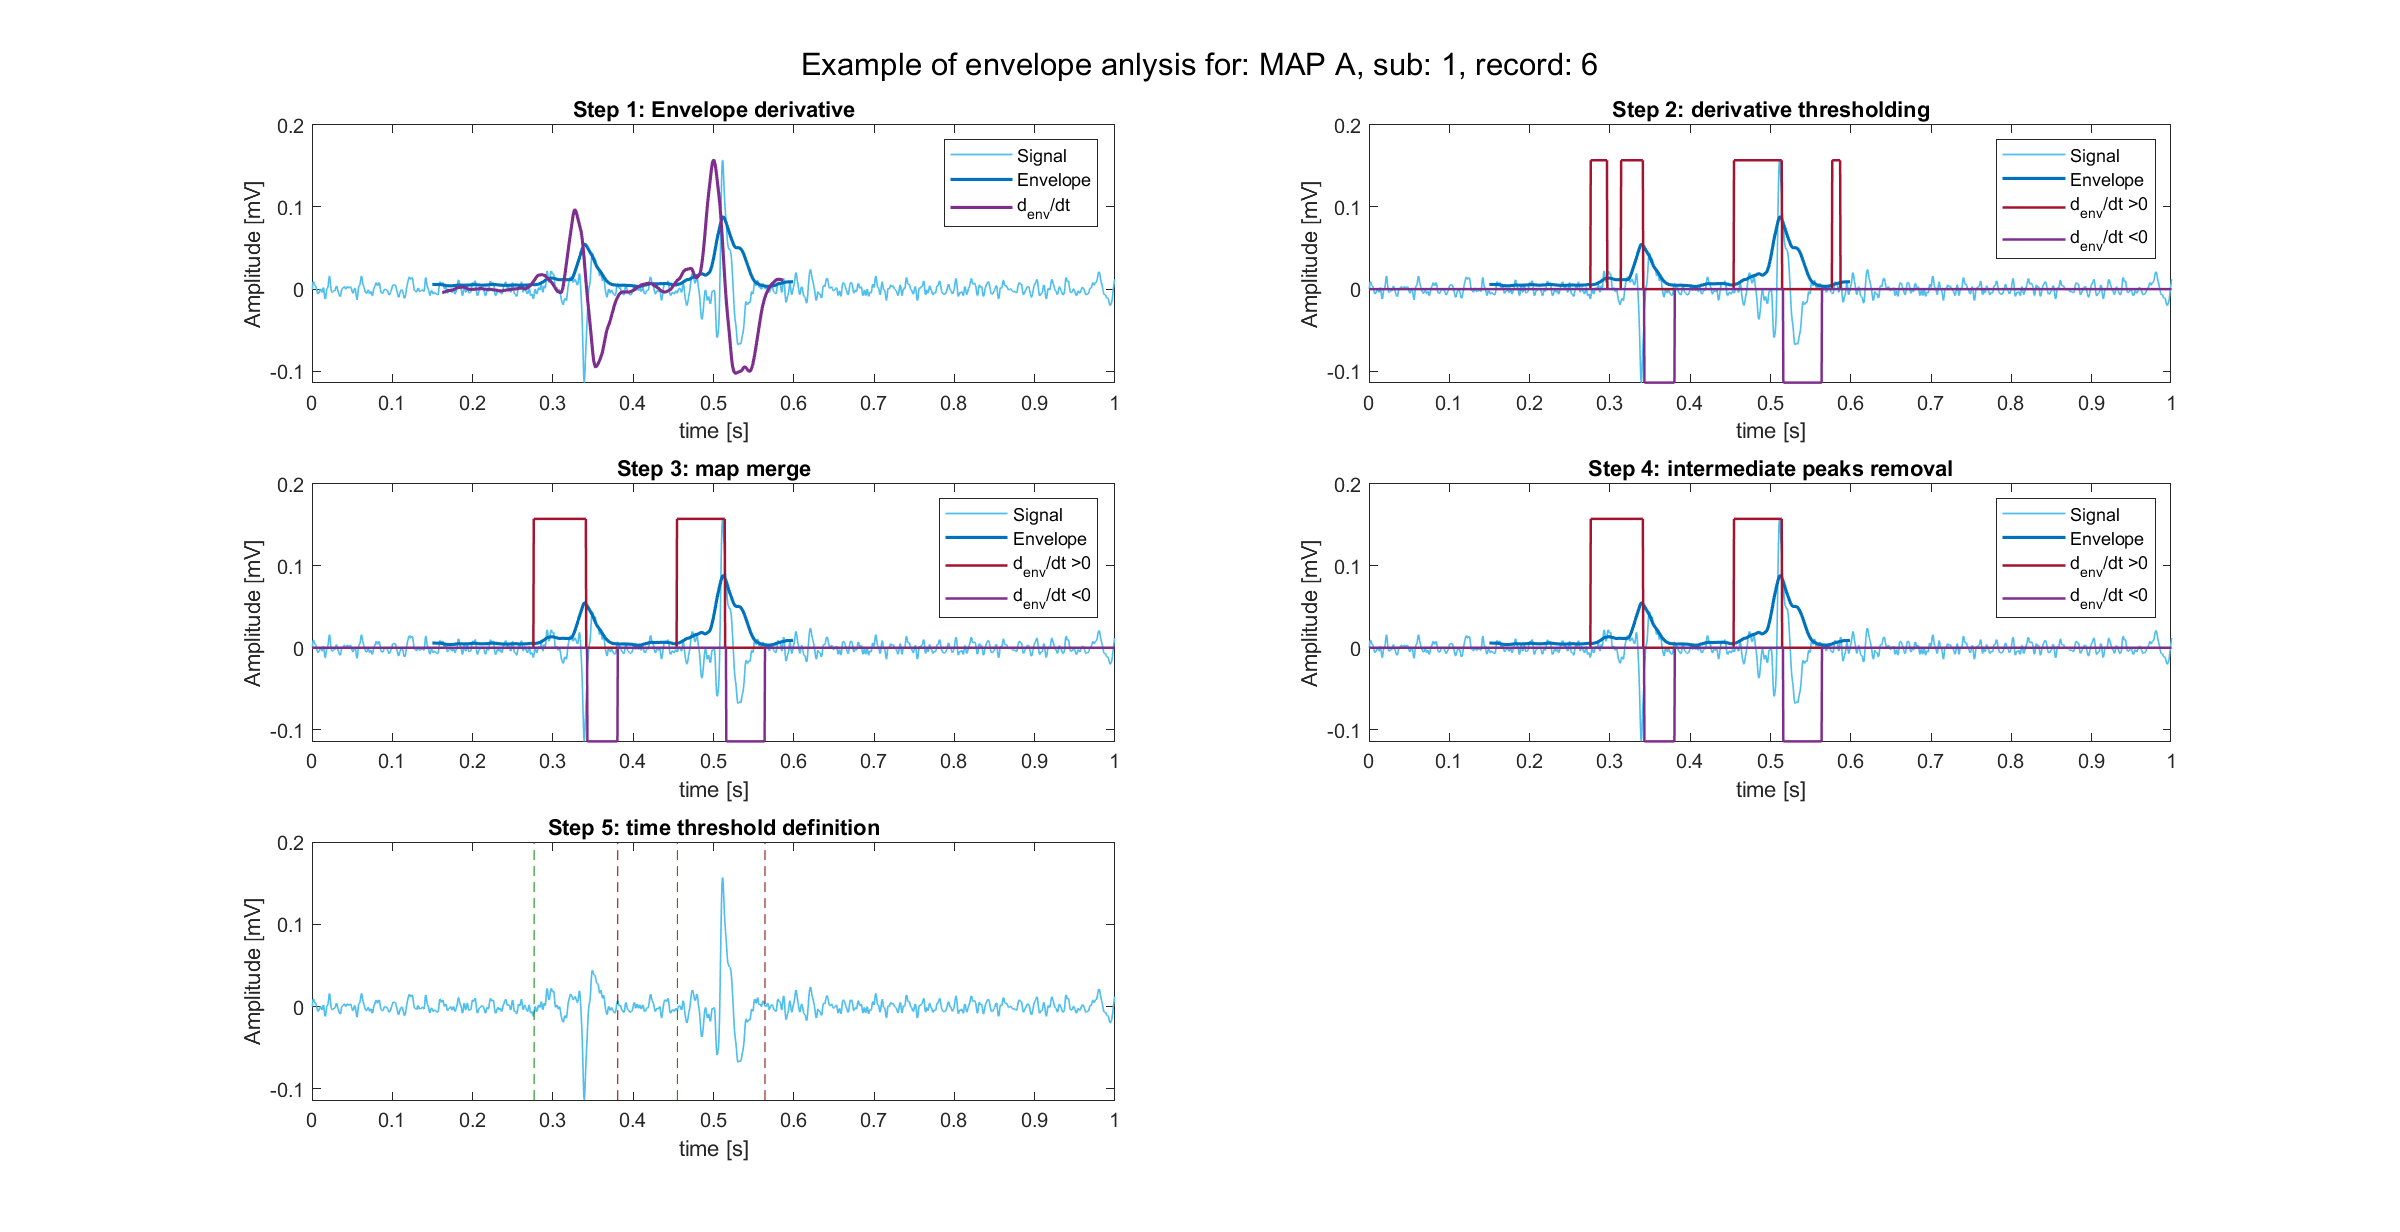 Example of envelope anlysis for: MAP A, sub: 1, record: 6
Step 1: Envelope derivative
0.2
0.1
0
-0.1
Amplitude [mV]
Signal
Envelope
d_env/dt
0 0.1 0.2 0.3 0.4 0.5 0.6 0.7 0.8 0.9 1
time [s]
Step 2: derivative thresholding
0.2
0.1
0
-0.1
Amplitude [mV]
Signal
Envelope
d_env/dt >0
d_env/dt <0
0 0.1 0.2 0.3 0.4 0.5 0.6 0.7 0.8 0.9 1
time [s]
Step 3: map merge
0.2
0.1
0
-0.1
Amplitude [mV]
Signal
Envelope
d_env/dt >0
d_env/dt <0
0 0.1 0.2 0.3 0.4 0.5 0.6 0.7 0.8 0.9 1
time [s]
Step 4: intermediate peaks removal
0.2
0.1
0
-0.1
Amplitude [mV]
Signal
Envelope
d_env/dt >0
d_env/dt <0
0 0.1 0.2 0.3 0.4 0.5 0.6 0.7 0.8 0.9 1
time [s]
Step 5: time threshold definition
0.2
0.1
0
-0.1
Amplitude [mV]
0 0.1 0.2 0.3 0.4 0.5 0.6 0.7 0.8 0.9 1
time [s]